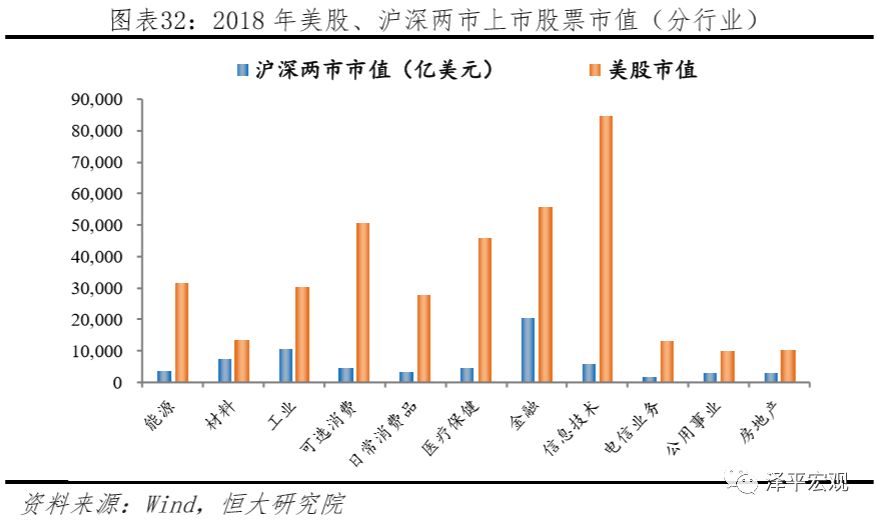 图表32：2018 年美股、沪深两市上市股票市值（分行业）
沪深两市市值（亿美元） 美股市值
90,000
80,000
70,000
60,000
50,000
40,000
30,000
20,000
10,000
0
能源 材料 工业 可选消费 日常消费品 医疗保健 金融 信息技术 电信业务 公用事业 房地产
泽平宏观
资料来源：Wind，恒大研究院